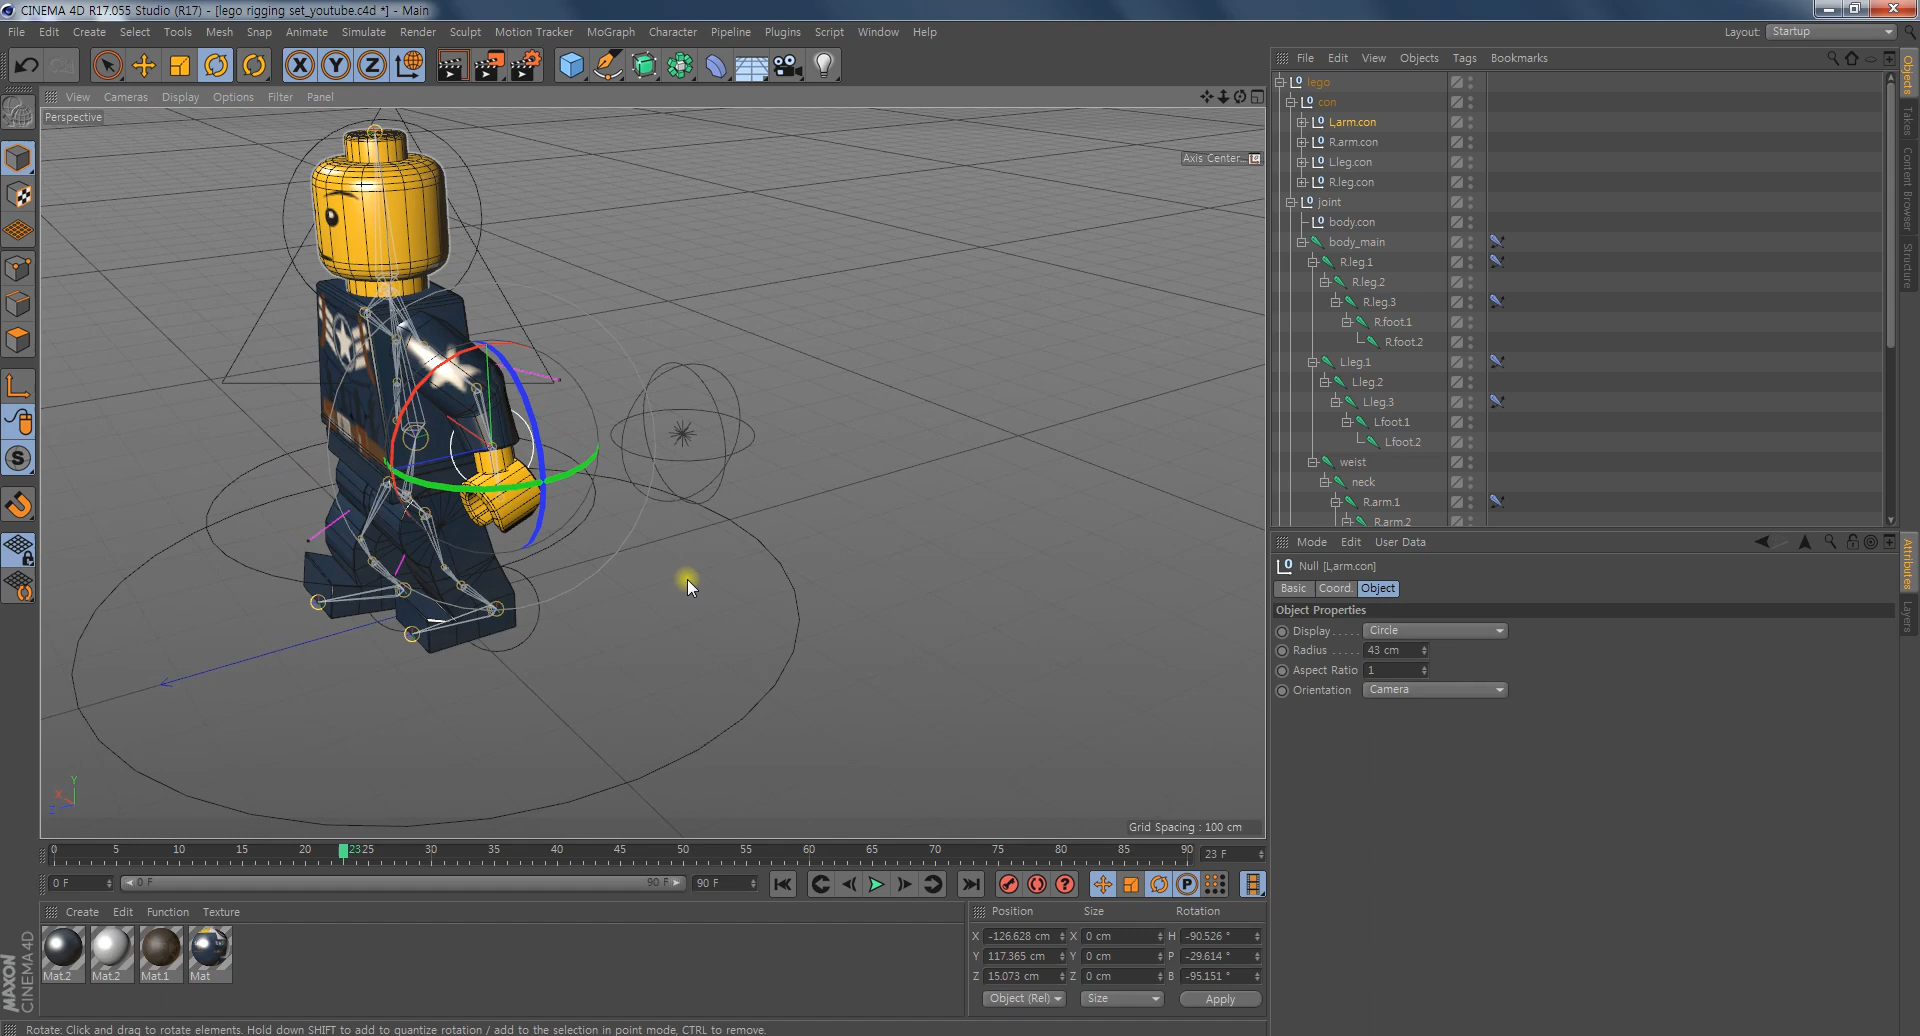 CINEMA 4D R17.055 Studio (R17) - [lego rigging set_youtube.c4d *] - Main
File Edit Create Select Tools Mesh Snap Animate Simulate Render Sculpt Motion Tracker MoGraph Character Pipeline Plugins Script Window Help
Layout: Startup
View Cameras Display Options Filter Panel
Perspective
Axis Center...
Grid Spacing : 100 cm
File Edit View Objects Tags Bookmarks
lego
con
L.arm.con
R.arm.con
L.leg.con
R.leg.con
joint
body.con
body_main
R.leg.1
R.leg.2
R.leg.3
R.foot.1
R.foot.2
L.leg.1
L.leg.2
L.leg.3
L.foot.1
L.foot.2
weist
neck
R.arm.1
R.arm.2
Objects
Takes
Content Browser
Structure
Mode Edit User Data
Null [L.arm.con]
Basic Coord. Object
Object Properties
Display..... Circle
Radius ..... 43 cm
Aspect Ratio 1
Orientation Camera
Attributes
Layers
0 5 10 15 20 2325 30 35 40 45 50 55 60 65 70 75 80 85 90 23 F
0 F 0 F 90 F 90 F
Create Edit Function Texture
Mat.2 Mat.2 Mat.1 Mat
Position Size Rotation
X -126.628 cm X 0 cm H -90.526 °
Y 117.365 cm Y 0 cm P -29.614 °
Z 15.073 cm Z 0 cm B -95.151 °
Object (Rel) Size Apply
MAXON
CINEMA 4D
Rotate: Click and drag to rotate elements. Hold down SHIFT to add to quantize rotation / add to the selection in point mode, CTRL to remove.